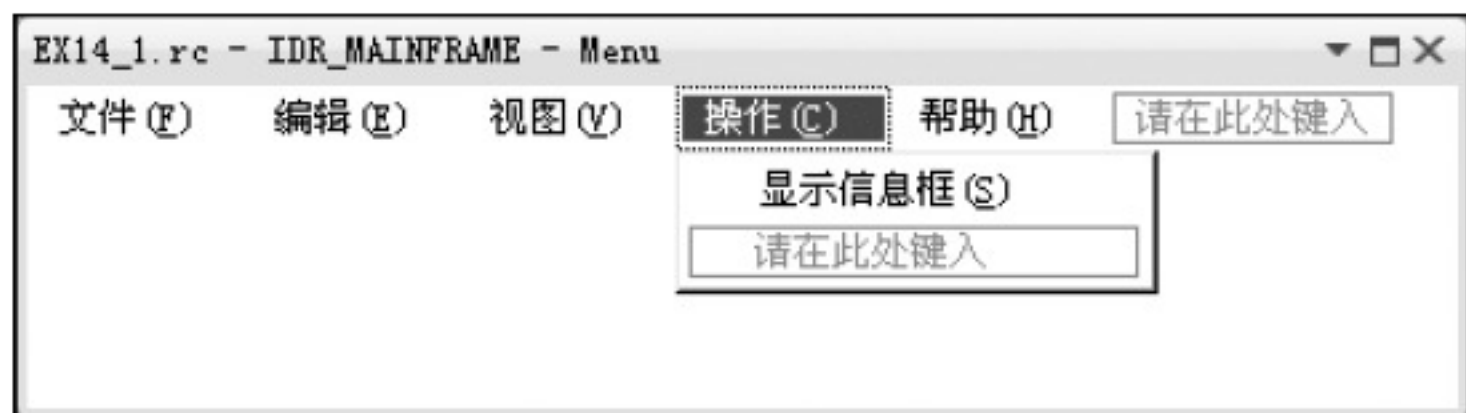 EX14_1.rc - IDR_MAINFRAME - Menu
文件(F) 编辑(E) 视图(V) 操作(C) 帮助(H) 请在此处键入
显示信息框(S)
请在此处键入